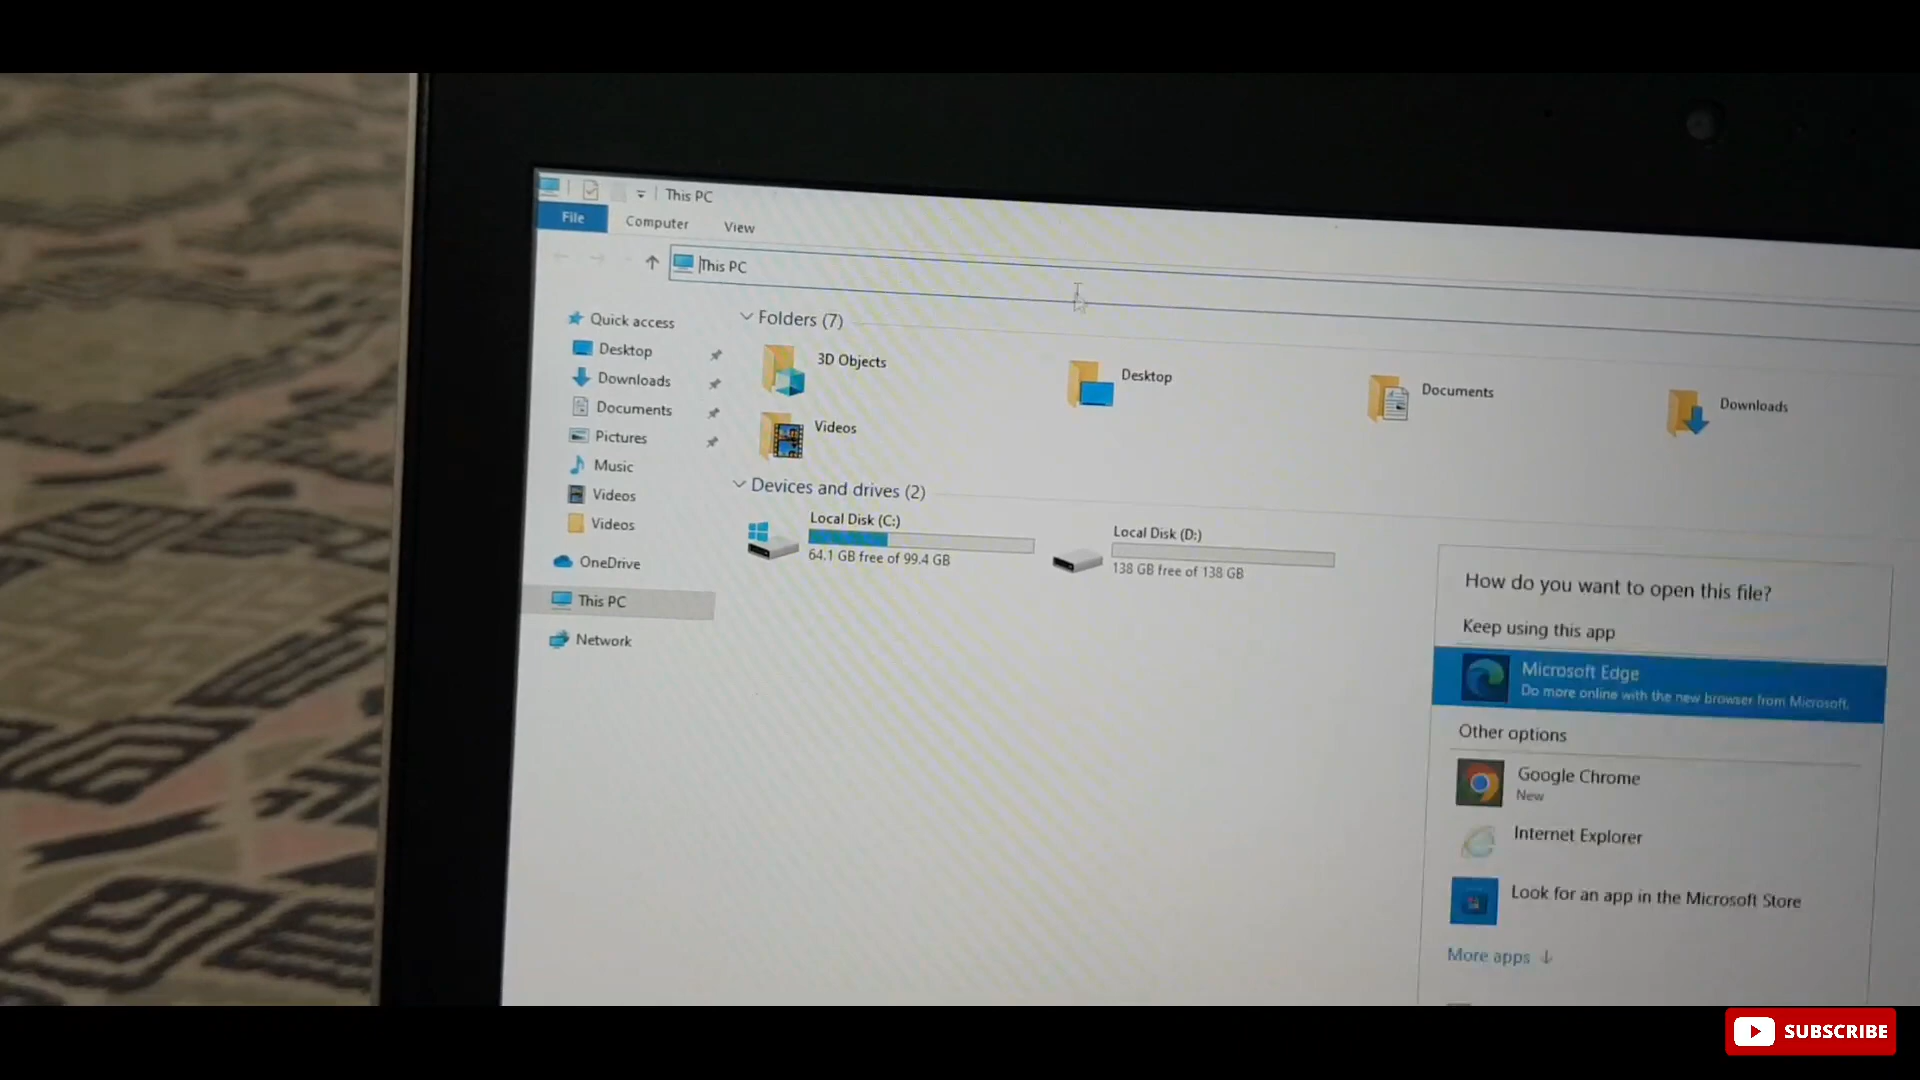 This PC
File Computer View
This PC
Quick access
Desktop
Downloads
Documents
Pictures
Music
Videos
Videos
OneDrive
This PC
Network
Folders (7)
3D Objects
Desktop
Documents
Downloads
Videos
Devices and drives (2)
Local Disk (C:)
64.1 GB free of 99.4 GB
Local Disk (D:)
138 GB free of 138 GB
How do you want to open this file?
Keep using this app
Microsoft Edge
Do more online with the new browser from Microsoft.
Other options
Google Chrome
New
Internet Explorer
Look for an app in the Microsoft Store
More apps
SUBSCRIBE